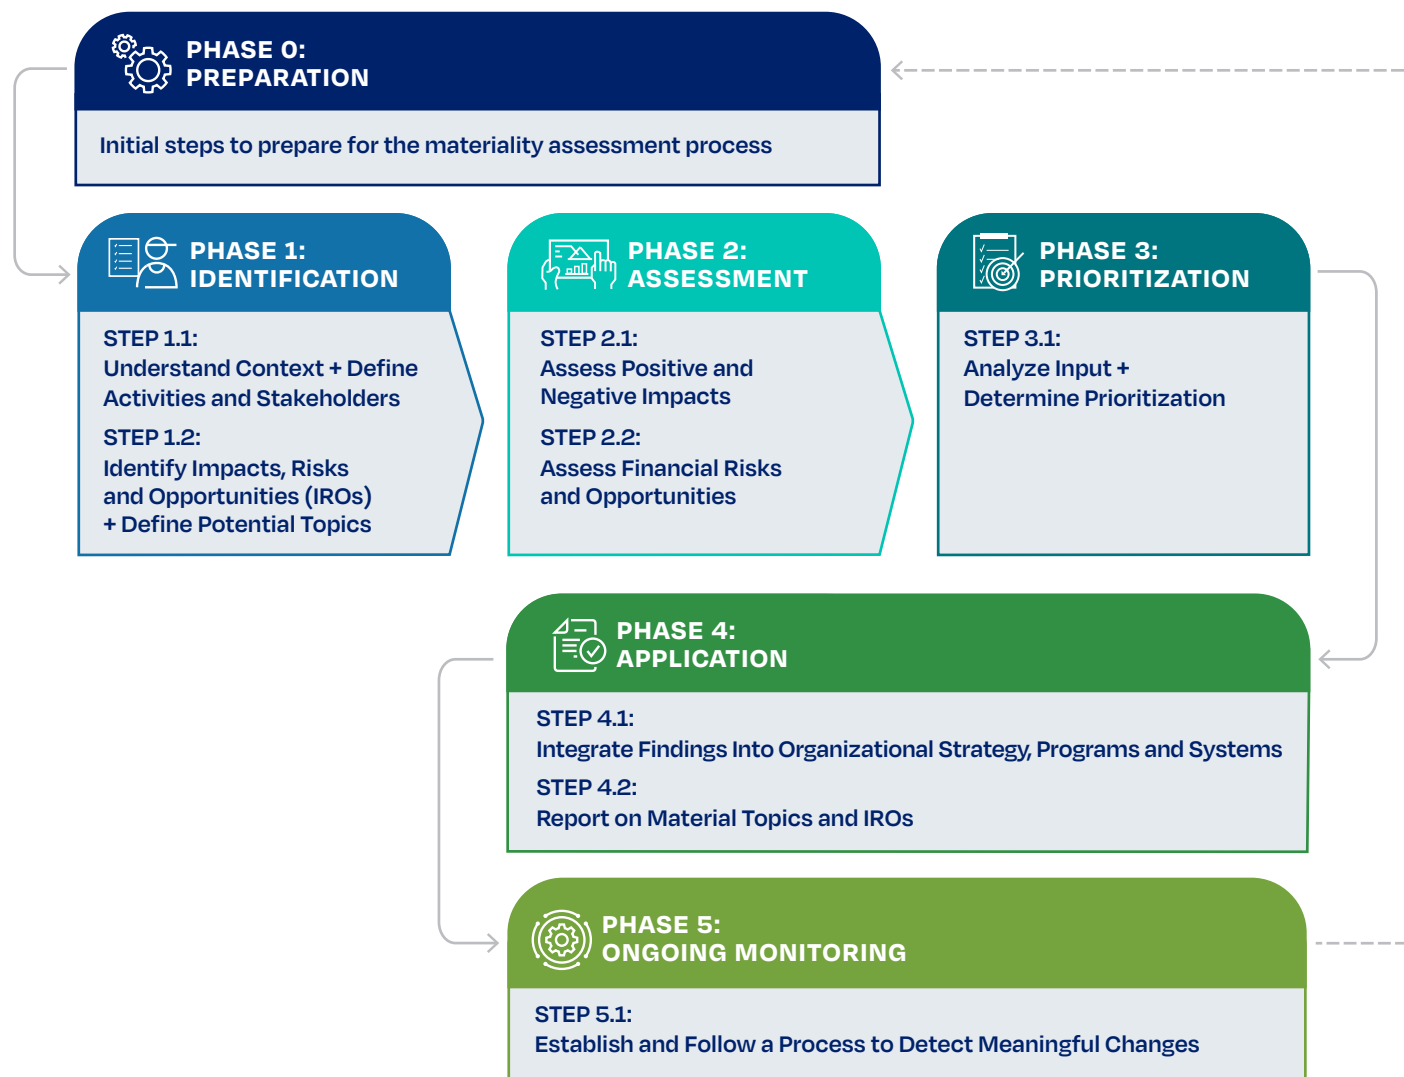 PHASE 0:
PREPARATION
Initial steps to prepare for the materiality assessment process
PHASE 1:
IDENTIFICATION
STEP 1.1:
Understand Context + Define
Activities and Stakeholders
STEP 1.2:
Identify Impacts, Risks
and Opportunities (IROs)
+ Define Potential Topics
PHASE 2:
ASSESSMENT
STEP 2.1:
Assess Positive and
Negative Impacts
STEP 2.2:
Assess Financial Risks
and Opportunities
PHASE 3:
PRIORITIZATION
STEP 3.1:
Analyze Input +
Determine Prioritization
PHASE 4:
APPLICATION
STEP 4.1:
Integrate Findings Into Organizational Strategy, Programs and Systems
STEP 4.2:
Report on Material Topics and IROs
PHASE 5:
ONGOING MONITORING
STEP 5.1:
Establish and Follow a Process to Detect Meaningful Changes